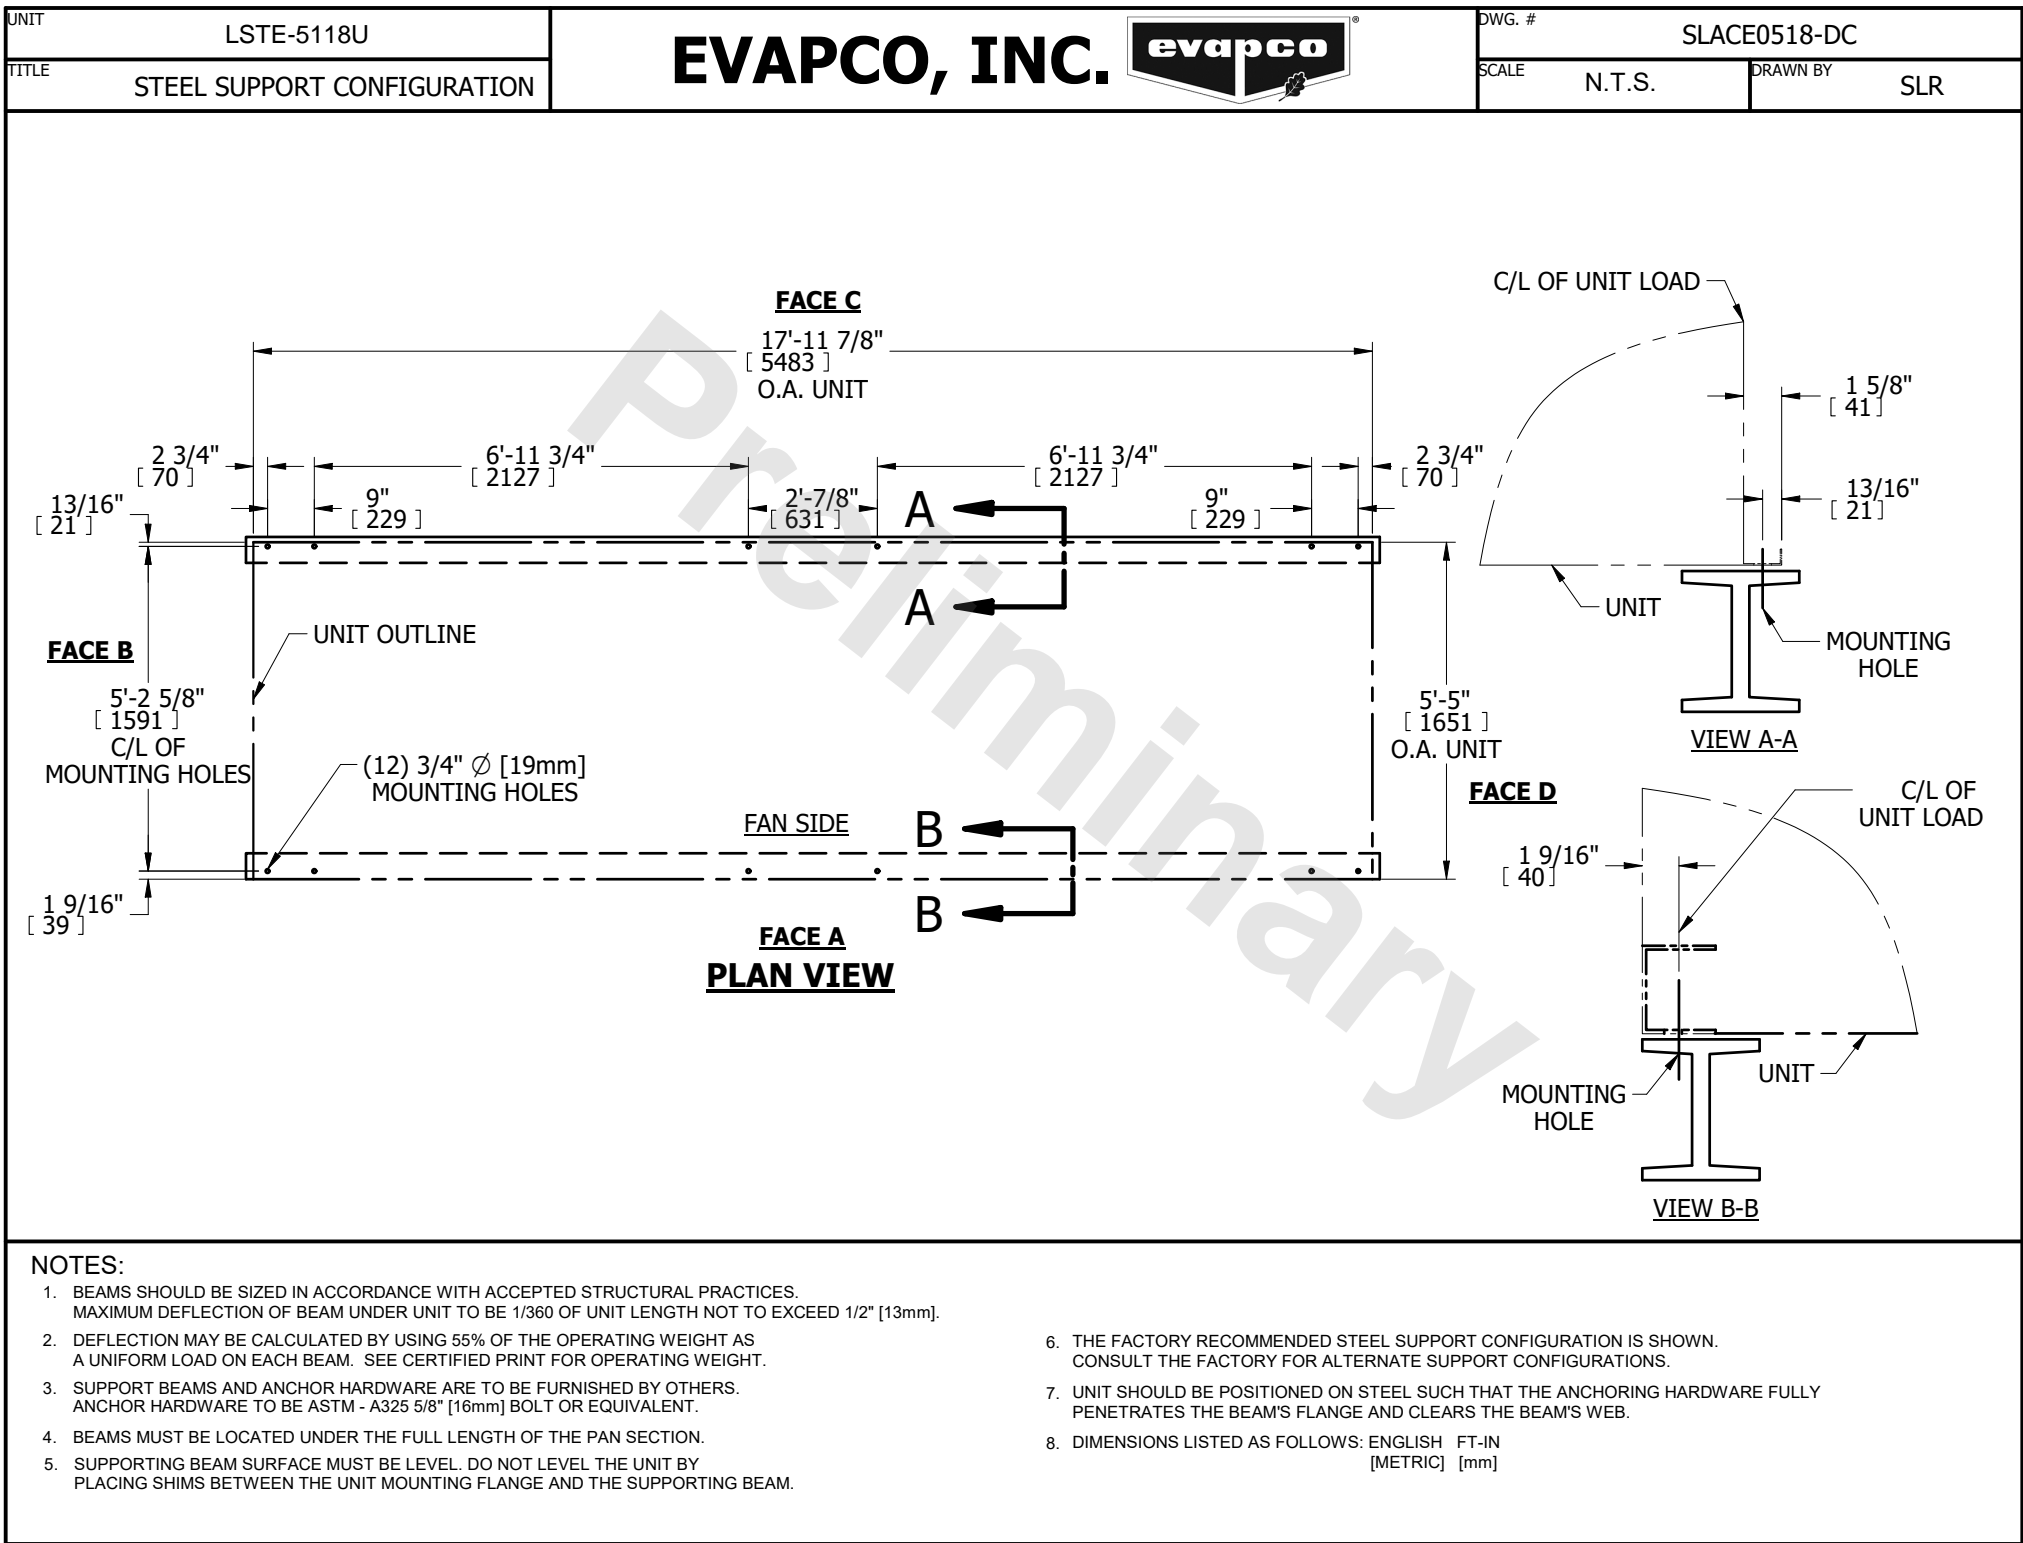 UNIT
LSTE-5118U
TITLE
STEEL SUPPORT CONFIGURATION
EVAPCO, INC.
evapco
®
DWG. #
SLACE0518-DC
SCALE
N.T.S.
DRAWN BY
SLR
FACE C
17'-11 7/8"
[ 5483 ]
O.A. UNIT
2 3/4"
[ 70 ]
6'-11 3/4"
[ 2127 ]
6'-11 3/4"
[ 2127 ]
2 3/4"
[ 70 ]
13/16"
[ 21 ]
9"
[ 229 ]
2'-7/8"
[ 631 ]
9"
[ 229 ]
A
A
FACE B
UNIT OUTLINE
5'-2 5/8"
[ 1591 ]
C/L OF
MOUNTING HOLES
(12) 3/4" ∅ [19mm]
MOUNTING HOLES
FAN SIDE
B
B
5'-5"
[ 1651 ]
O.A. UNIT
FACE D
1 9/16"
[ 39 ]
FACE A
PLAN VIEW
C/L OF UNIT LOAD
1 5/8"
[ 41 ]
13/16"
[ 21 ]
UNIT
MOUNTING
HOLE
VIEW A-A
C/L OF
UNIT LOAD
1 9/16"
[ 40 ]
UNIT
MOUNTING
HOLE
VIEW B-B
Preliminary
NOTES:
1. BEAMS SHOULD BE SIZED IN ACCORDANCE WITH ACCEPTED STRUCTURAL PRACTICES.
MAXIMUM DEFLECTION OF BEAM UNDER UNIT TO BE 1/360 OF UNIT LENGTH NOT TO EXCEED 1/2" [13mm].
2. DEFLECTION MAY BE CALCULATED BY USING 55% OF THE OPERATING WEIGHT AS
A UNIFORM LOAD ON EACH BEAM. SEE CERTIFIED PRINT FOR OPERATING WEIGHT.
3. SUPPORT BEAMS AND ANCHOR HARDWARE ARE TO BE FURNISHED BY OTHERS.
ANCHOR HARDWARE TO BE ASTM - A325 5/8" [16mm] BOLT OR EQUIVALENT.
4. BEAMS MUST BE LOCATED UNDER THE FULL LENGTH OF THE PAN SECTION.
5. SUPPORTING BEAM SURFACE MUST BE LEVEL. DO NOT LEVEL THE UNIT BY
PLACING SHIMS BETWEEN THE UNIT MOUNTING FLANGE AND THE SUPPORTING BEAM.
6. THE FACTORY RECOMMENDED STEEL SUPPORT CONFIGURATION IS SHOWN.
CONSULT THE FACTORY FOR ALTERNATE SUPPORT CONFIGURATIONS.
7. UNIT SHOULD BE POSITIONED ON STEEL SUCH THAT THE ANCHORING HARDWARE FULLY
PENETRATES THE BEAM'S FLANGE AND CLEARS THE BEAM'S WEB.
8. DIMENSIONS LISTED AS FOLLOWS: ENGLISH FT-IN
[METRIC] [mm]